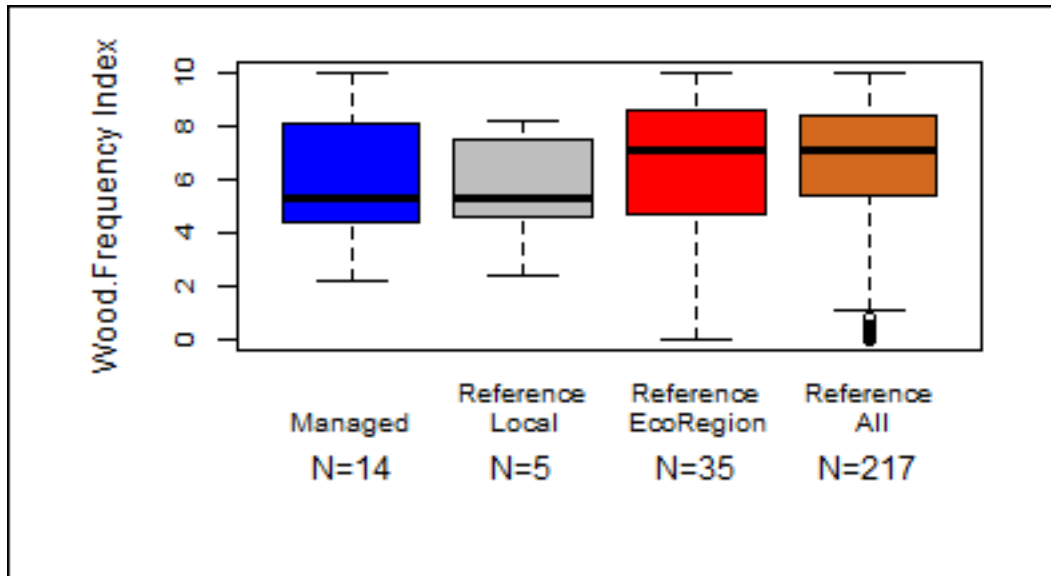 Wood.Frequency Index
10
8
6
4
2
0
Managed
Reference
Local
Reference
EcoRegion
Reference
All
N=14
N=5
N=35
N=217